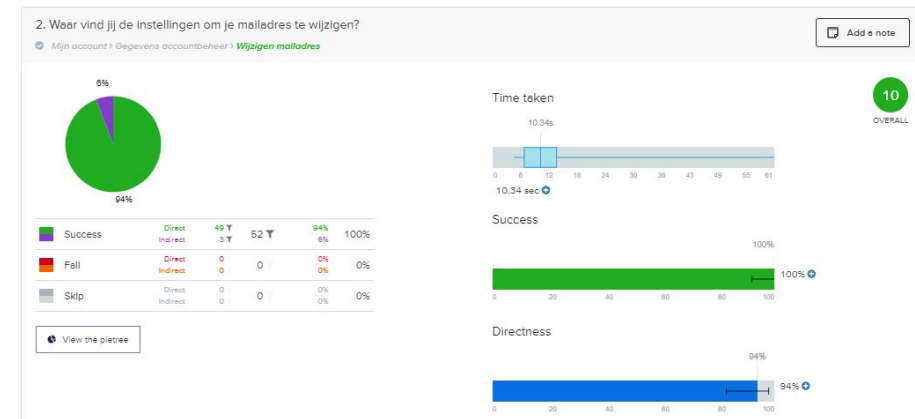 2. Waar vind jij de instellingen om je mailadres te wijzigen?
Mijn account > Gegevens accountbeheer > Wijzigen mailadres
Add a note
6%
94%
Success Direct 49 52 94% 100%
Indirect 3 6%
Fail Direct 0 0 0% 0%
Indirect 0 0%
Skip Direct 0 0 0% 0%
Indirect 0 0%
View the pietree
Time taken
10.34s
0 6 12 18 24 30 36 43 49 55 61
10.34 sec
10
OVERALL
Success
100%
100%
0 20 40 60 80 100
Directness
94%
94%
0 20 40 60 80 100